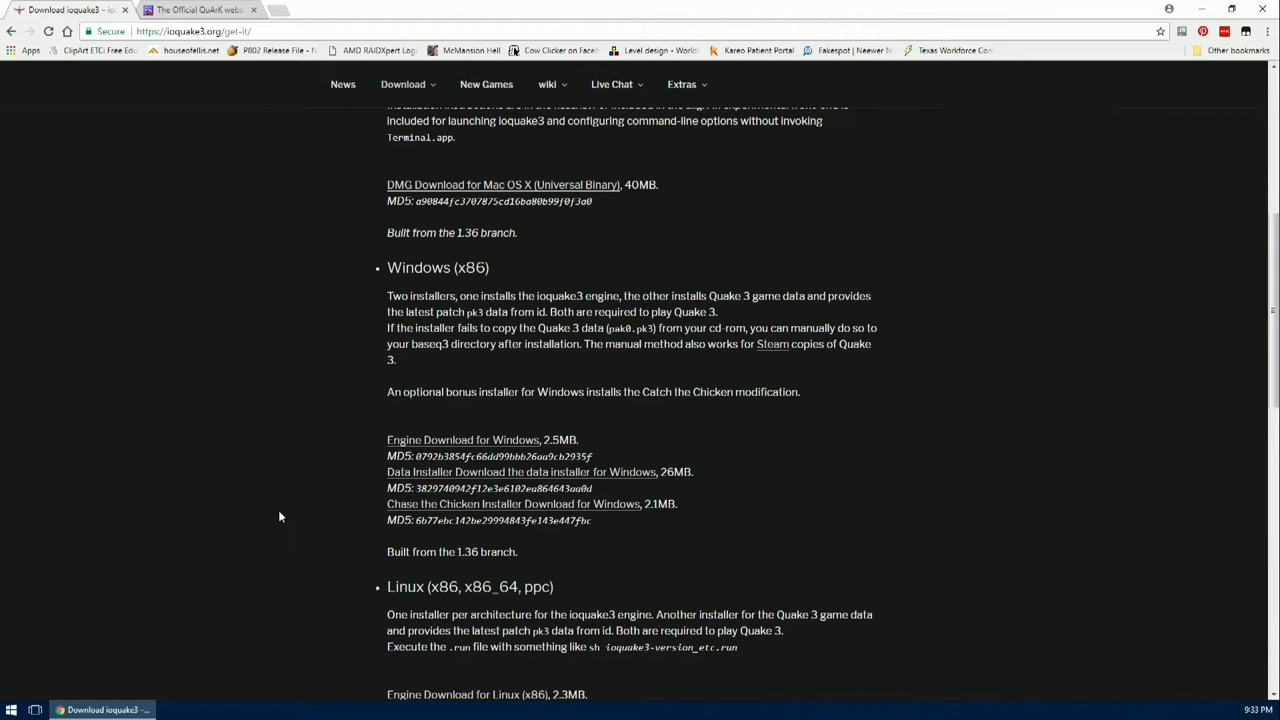 Download ioquake3 – io
The Official QuArK websi
Secure
https://ioquake3.org/get-it/
Apps
ClipArt ETC: Free Edu
houseofellis.net
P802 Release File - N
AMD RAIDXpert Logi
McMansion Hell
Cow Clicker on Faceb
Level design - World
Kareo Patient Portal
Fakespot | Neewer N
Texas Workforce Com
Other bookmarks
News
Download
New Games
wiki
Live Chat
Extras
included for launching ioquake3 and configuring command-line options without invoking
Terminal.app.
DMG Download for Mac OS X (Universal Binary), 40MB.
MD5: a90844fc3707875cd16ba80b99f0f3a0
Built from the 1.36 branch.
Windows (x86)
Two installers, one installs the ioquake3 engine, the other installs Quake 3 game data and provides
the latest patch pk3 data from id. Both are required to play Quake 3.
If the installer fails to copy the Quake 3 data (pak0.pk3) from your cd-rom, you can manually do so to
your baseq3 directory after installation. The manual method also works for Steam copies of Quake
3.
An optional bonus installer for Windows installs the Catch the Chicken modification.
Engine Download for Windows, 2.5MB.
MD5: 0792b3854fc66dd99bbb26aa9cb2935f
Data Installer Download the data installer for Windows, 26MB.
MD5: 3829740942f12e3e6102ea864643aa0d
Chase the Chicken Installer Download for Windows, 2.1MB.
MD5: 6b77ebc142be29994843fe143e447fbc
Built from the 1.36 branch.
Linux (x86, x86_64, ppc)
One installer per architecture for the ioquake3 engine. Another installer for the Quake 3 game data
and provides the latest patch pk3 data from id. Both are required to play Quake 3.
Execute the .run file with something like sh ioquake3-version_etc.run
Engine Download for Linux (x86), 2.3MB.
Download ioquake3 –...
9:33 PM